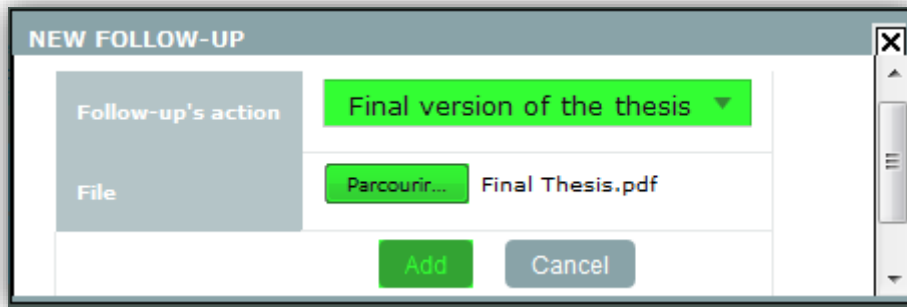 NEW FOLLOW-UP
Follow-up's action
Final version of the thesis
File
Parcourir...
Final Thesis.pdf
Add
Cancel